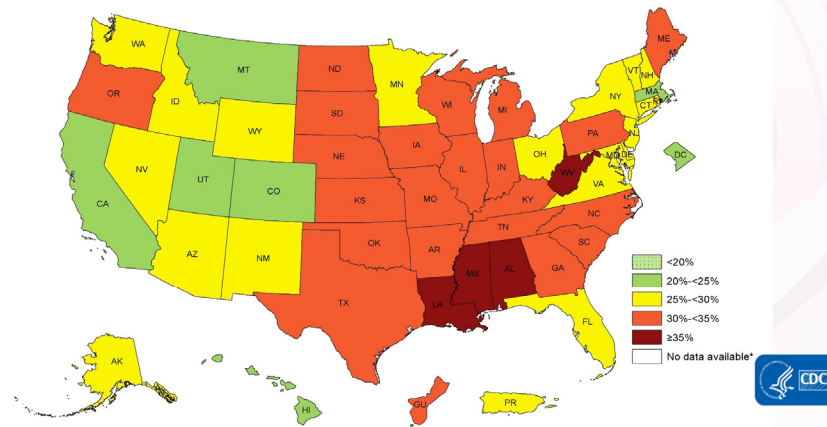 WA
MT
ND
MN
ME
OR
ID
SD
WI
MI
VT
NH
NY
MA
RI
CT
WY
NE
IA
PA
NJ
NV
UT
CO
KS
MO
IL
IN
OH
WV
MD
DE
VA
DC
CA
KY
NC
TN
AZ
NM
OK
AR
SC
MS
AL
GA
TX
LA
FL
AK
HI
GU
PR
<20%
20%-<25%
25%-<30%
30%-<35%
≥35%
No data available*
CDC